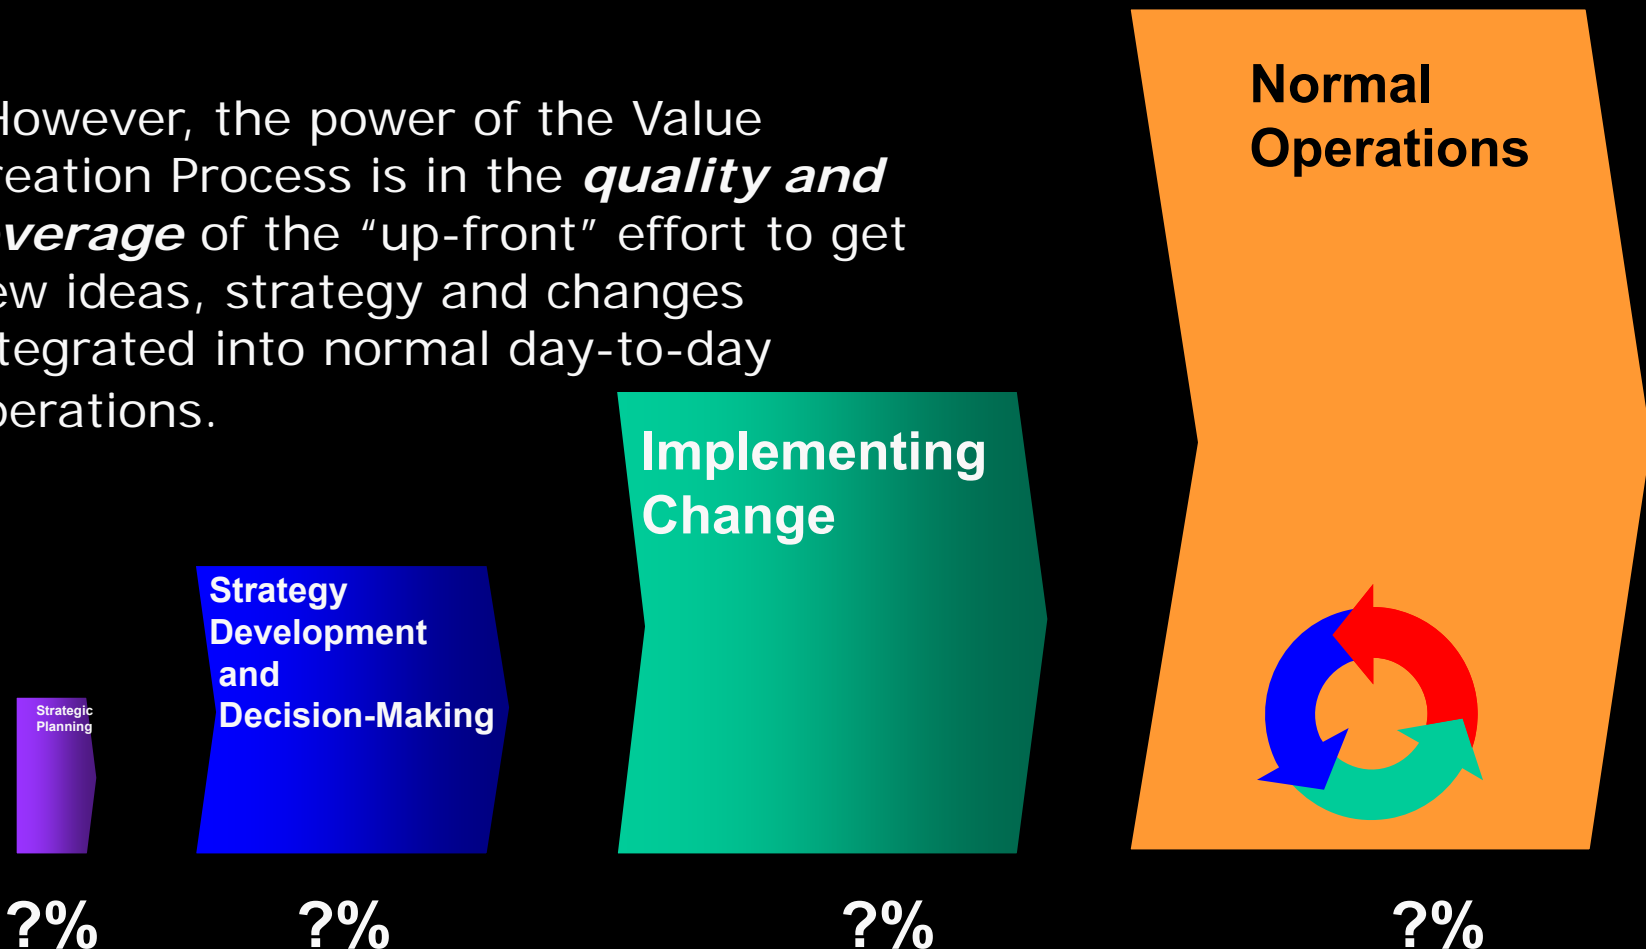 However, the power of the Value
reation Process is in the quality and
verage of the “up-front” effort to get
ew ideas, strategy and changes
tegrated into normal day-to-day
perations.
Normal
Operations
Implementing
Change
Strategy
Development
and
Decision-Making
Strategic
Planning
?% ?% ?% ?%